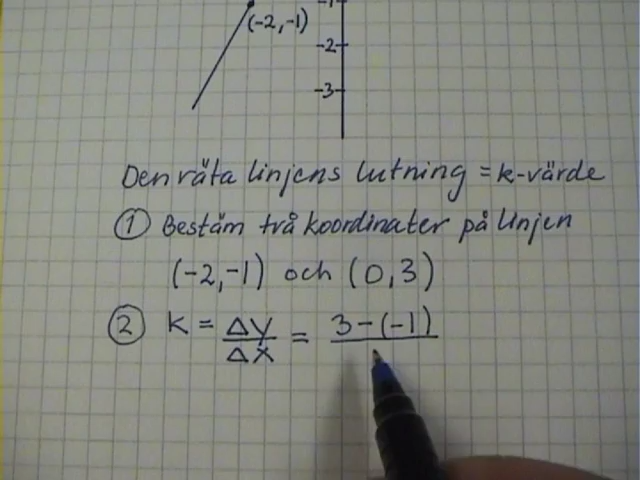 -1
(-2,-1)
-2
-3
Den räta linjens lutning = k-värde
① Bestäm två koordinater på linjen
(-2,-1) och (0,3)
② K = ΔY/ΔX = 3-(-1)